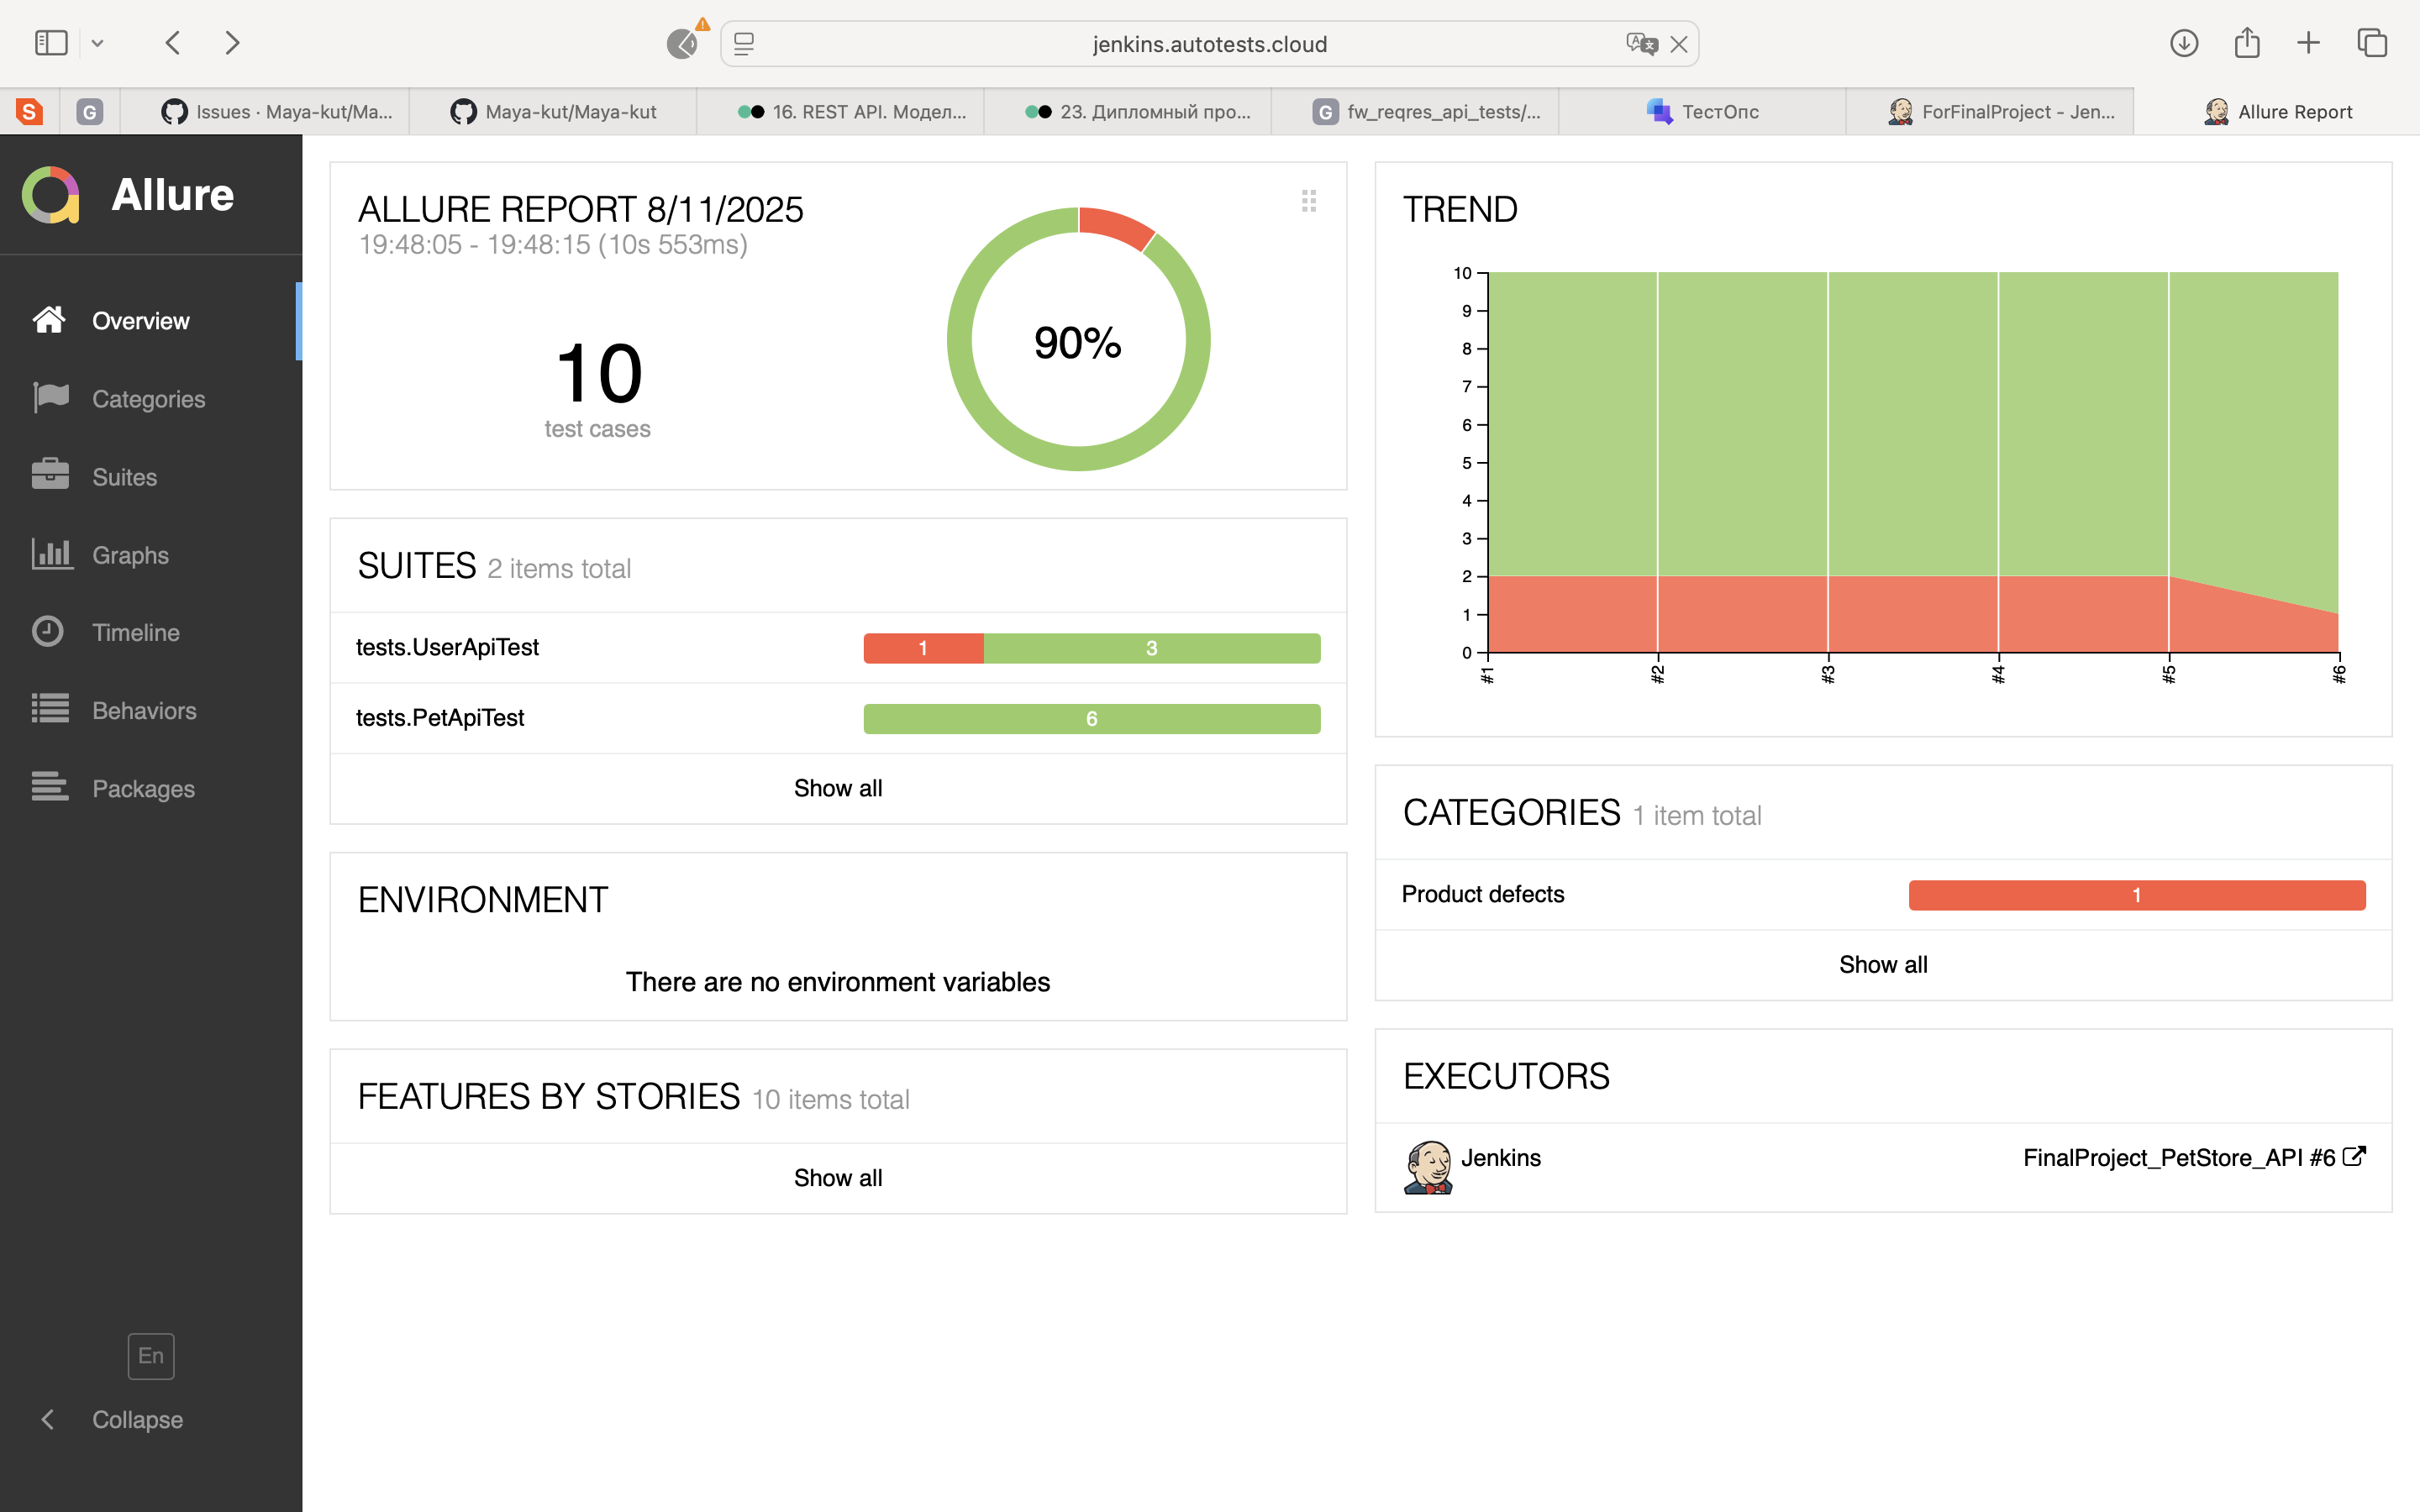 jenkins.autotests.cloud
S
G
Issues · Maya-kut/Ma...
Maya-kut/Maya-kut
16. REST API. Модел...
23. Дипломный про...
G
fw_reqres_api_tests/...
ТестОпс
ForFinalProject - Jen...
Allure Report
Allure
Overview
Categories
Suites
Graphs
Timeline
Behaviors
Packages
En
Collapse
ALLURE REPORT 8/11/2025
19:48:05 - 19:48:15 (10s 553ms)
10
test cases
90%
SUITES 2 items total
tests.UserApiTest
1
3
tests.PetApiTest
6
Show all
ENVIRONMENT
There are no environment variables
FEATURES BY STORIES 10 items total
Show all
TREND
10
9
8
7
6
5
4
3
2
1
0
#1
#2
#3
#4
#5
#6
CATEGORIES 1 item total
Product defects
1
Show all
EXECUTORS
Jenkins
FinalProject_PetStore_API #6